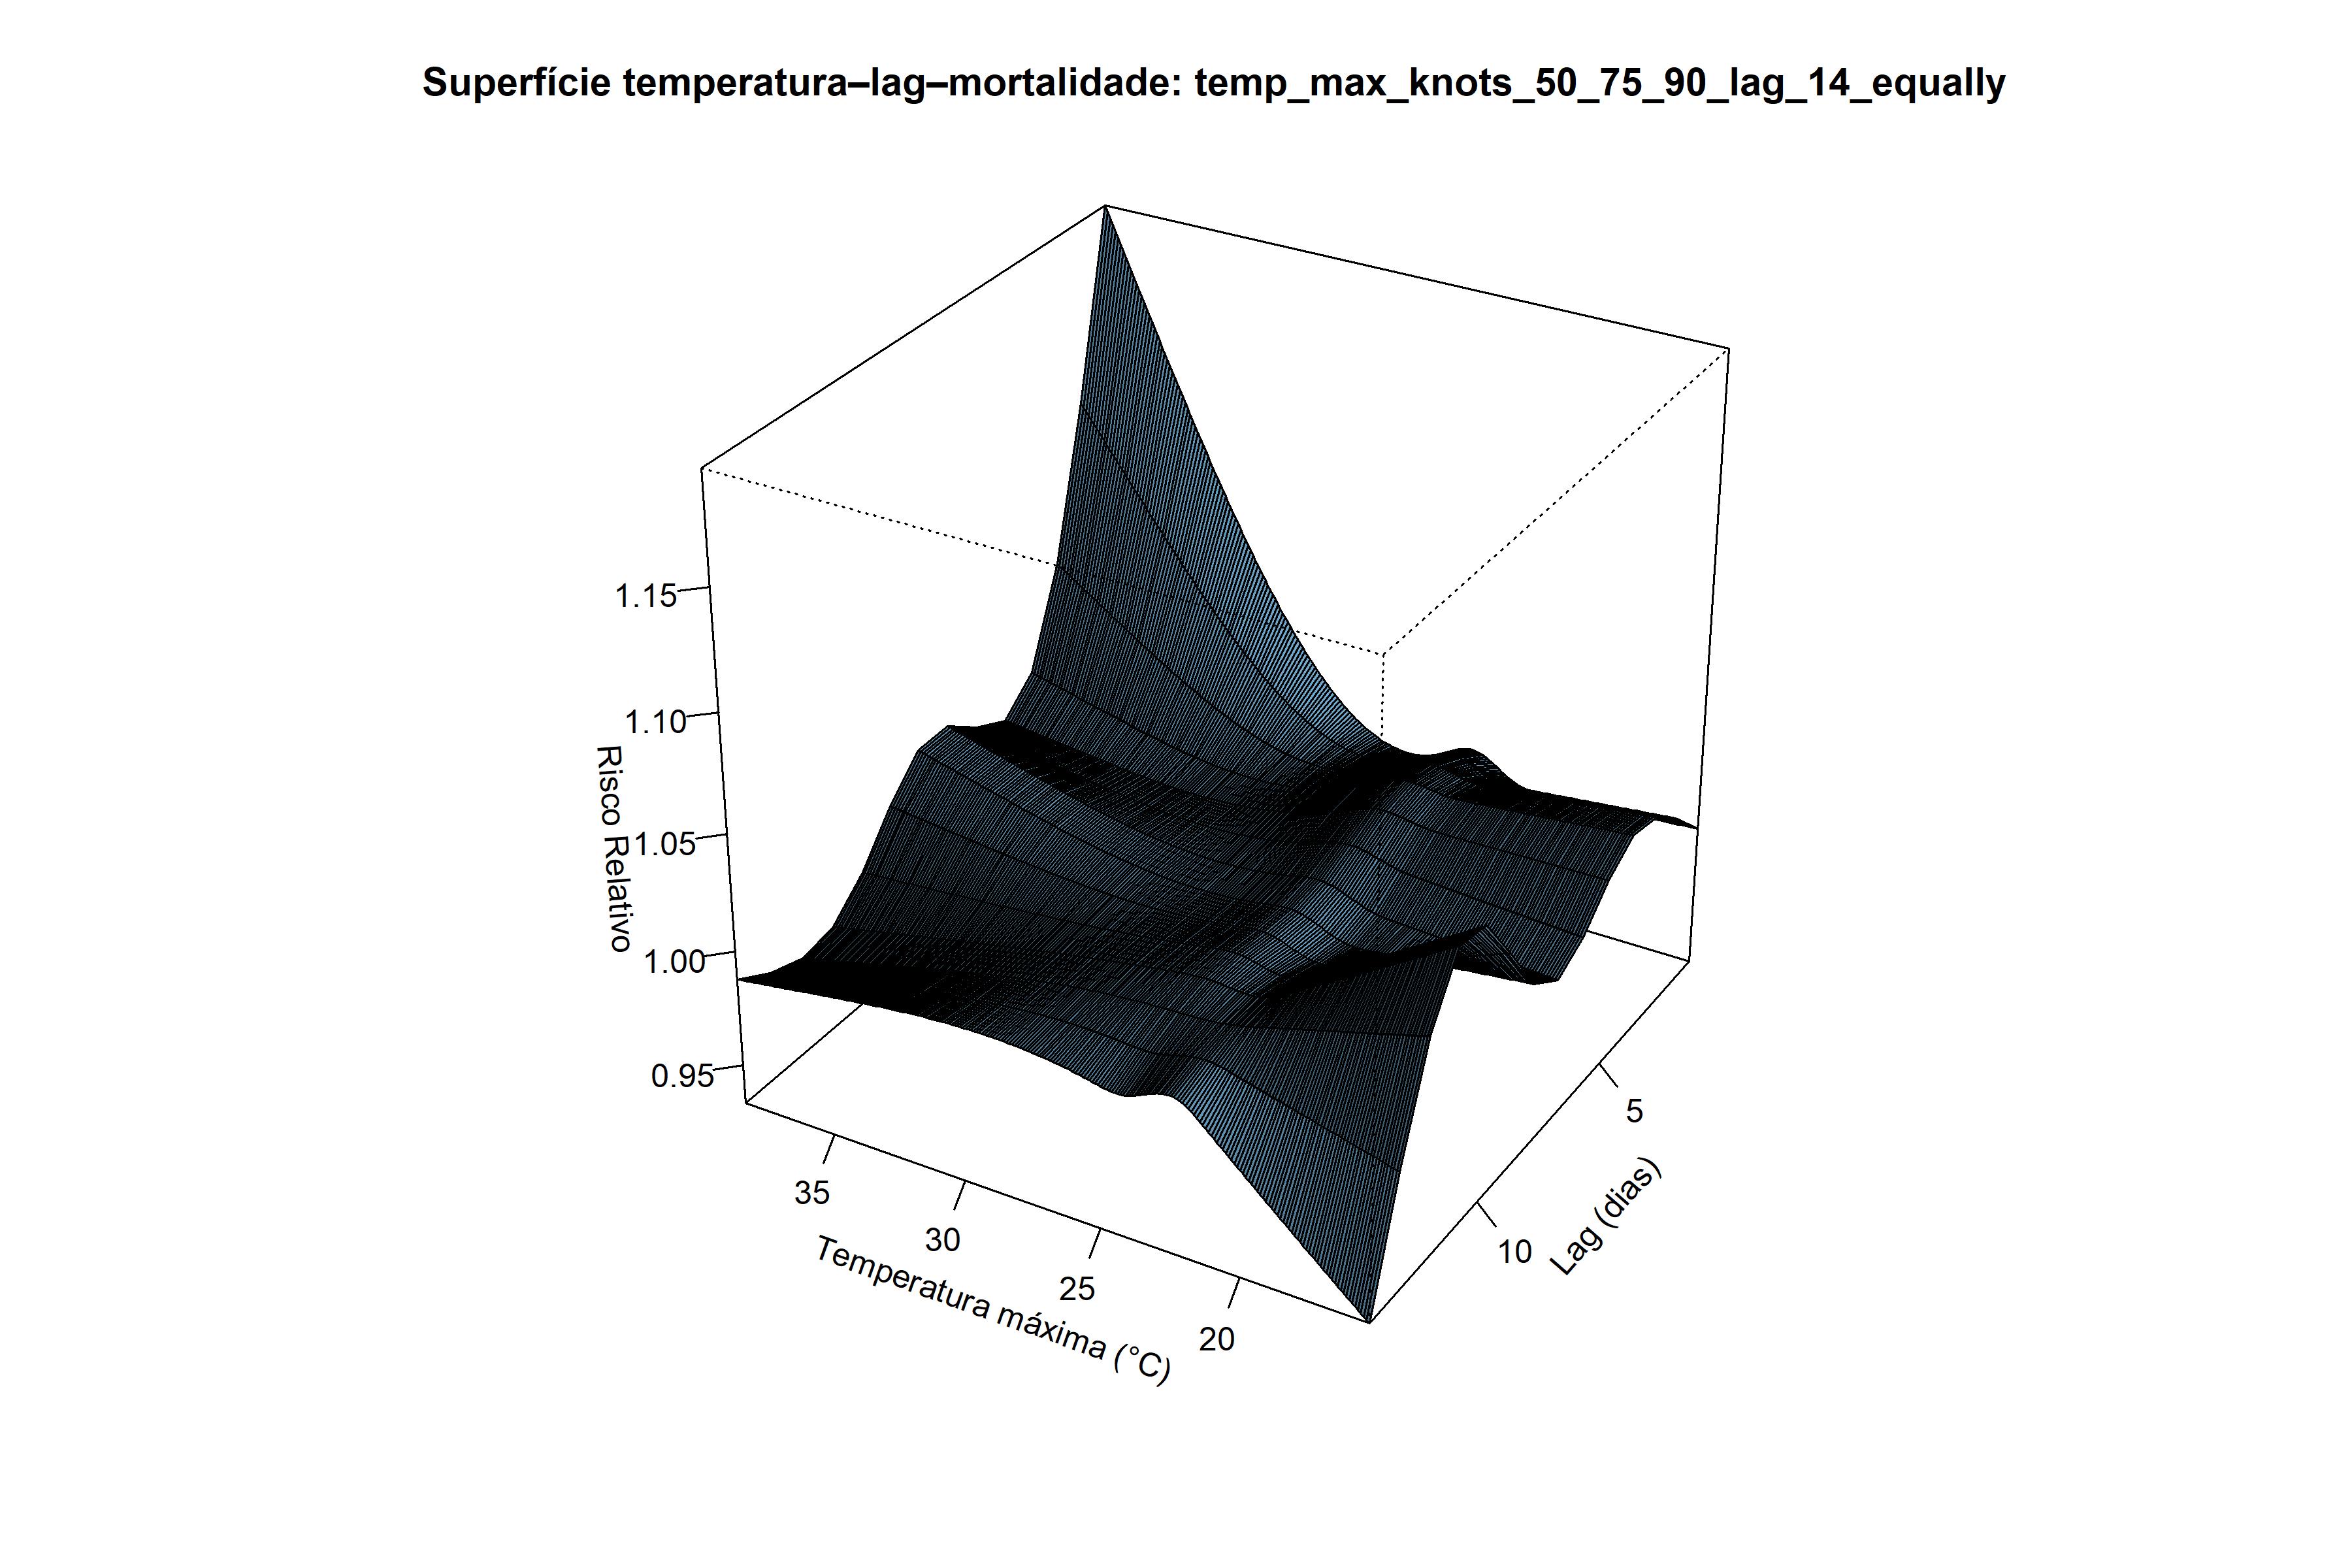 Superfície temperatura–lag–mortalidade: temp_max_knots_50_75_90_lag_14_equally
1.15
1.10
1.05
1.00
0.95
Risco Relativo
35
30
25
20
Temperatura máxima (°C)
5
10
Lag (dias)